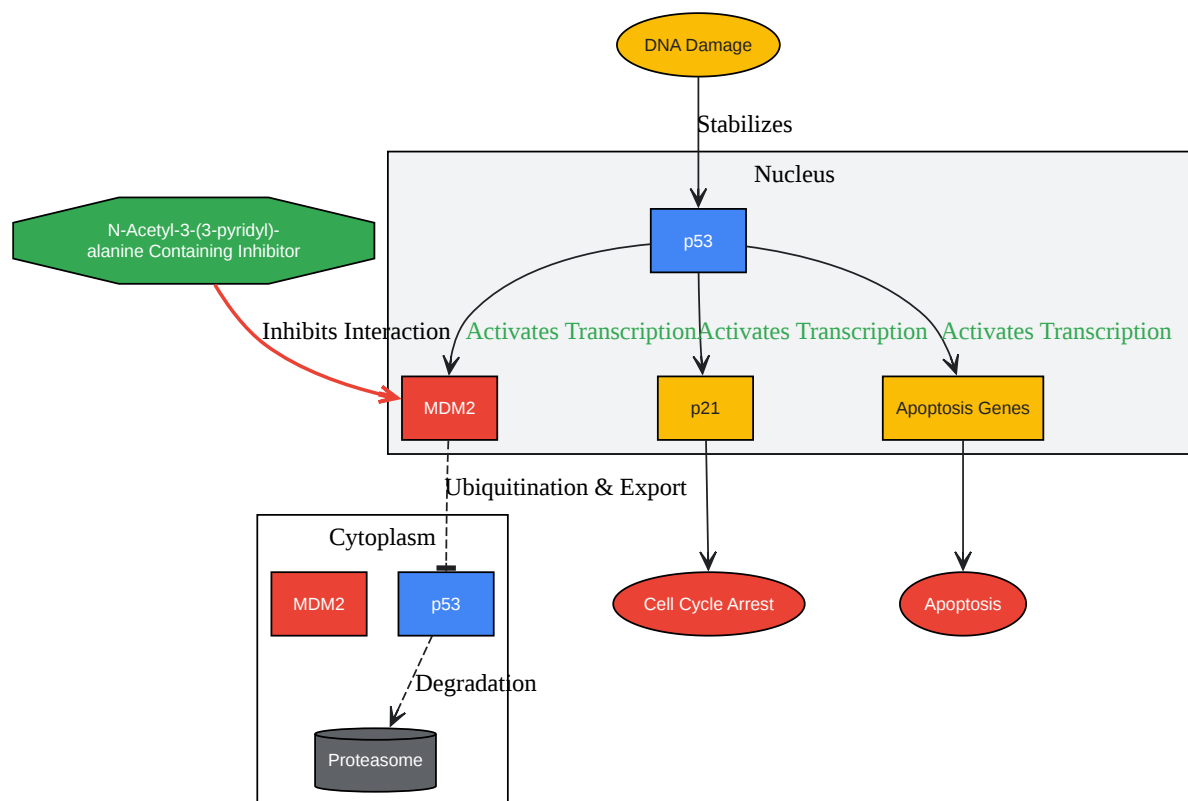 DNA Damage
Stabilizes
Nucleus
N-Acetyl-3-(3-pyridyl)-
alanine Containing Inhibitor
p53
Inhibits Interaction
Activates Transcription
Activates Transcription
Activates Transcription
MDM2
p21
Apoptosis Genes
Ubiquitination & Export
Cytoplasm
MDM2
p53
Cell Cycle Arrest
Apoptosis
Degradation
Proteasome